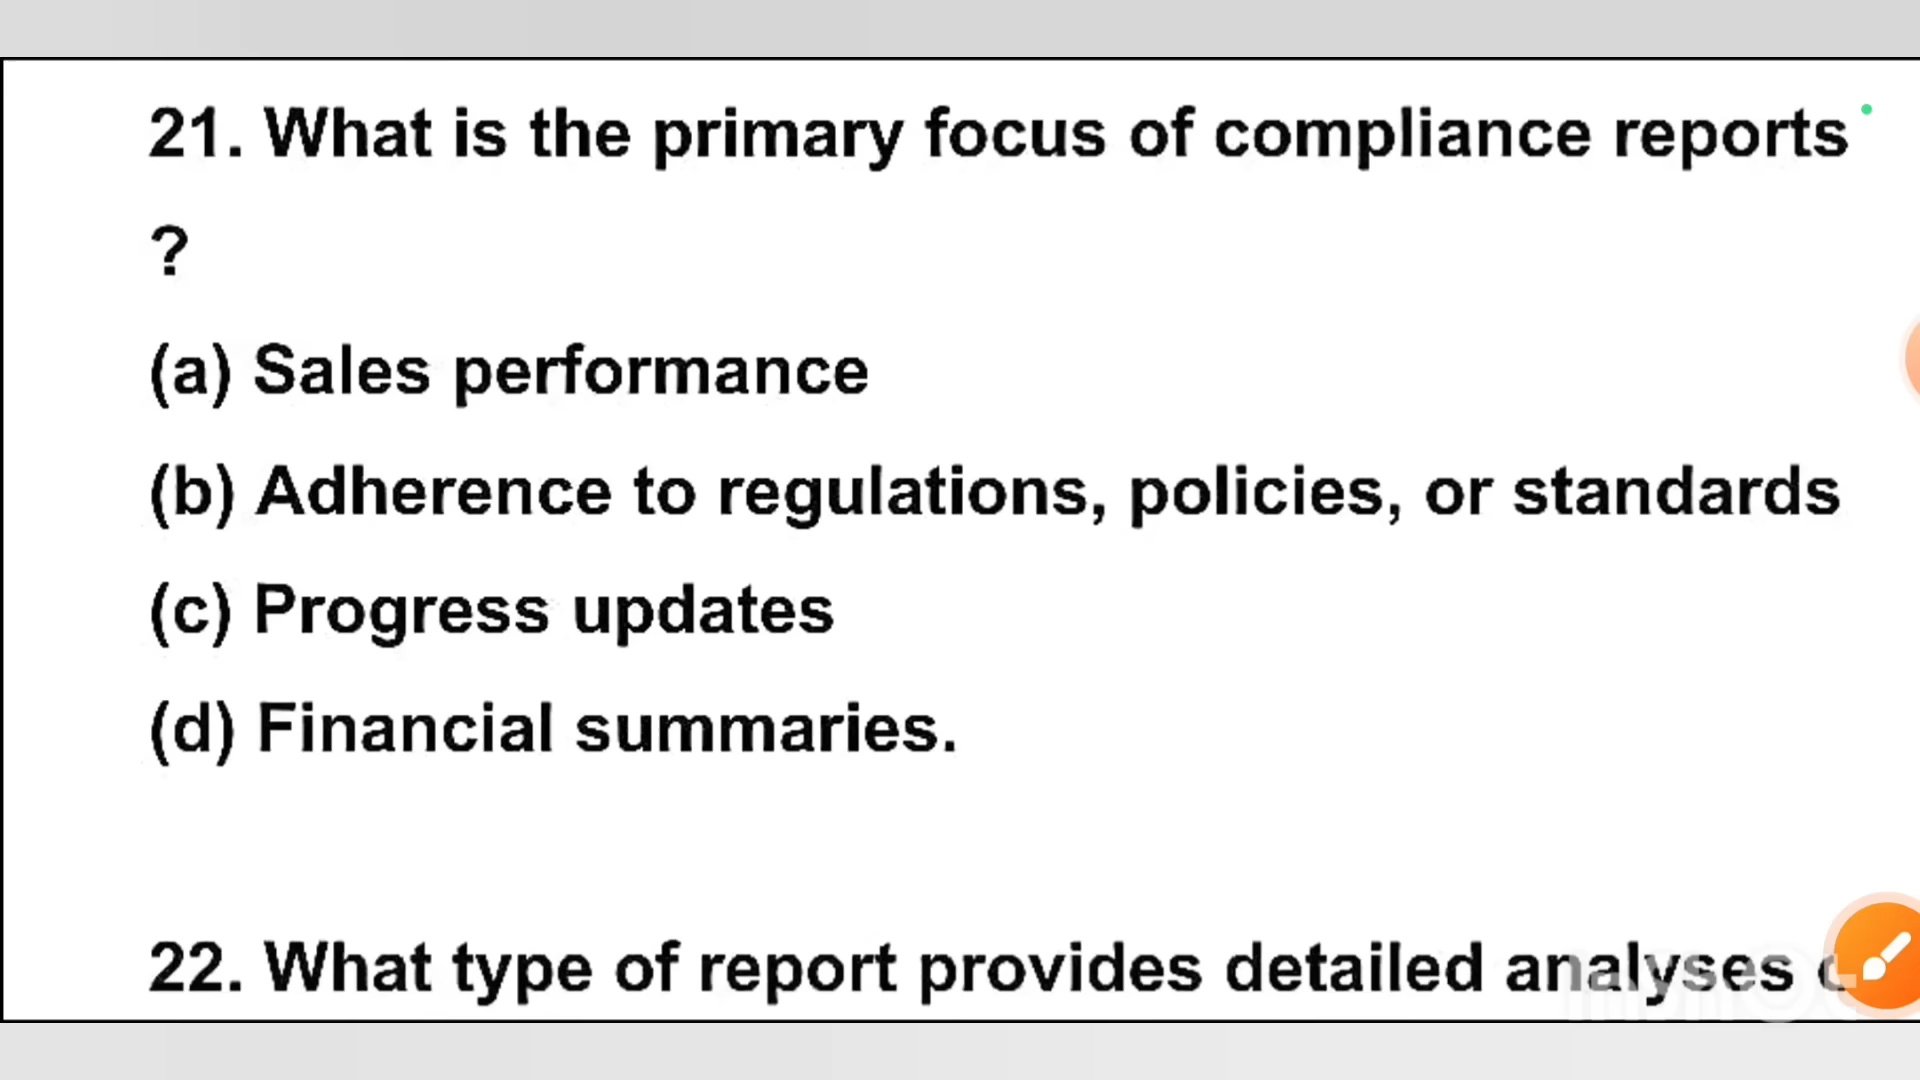 21. What is the primary focus of compliance reports
?
(a) Sales performance
(b) Adherence to regulations, policies, or standards
(c) Progress updates
(d) Financial summaries.
22. What type of report provides detailed analyses